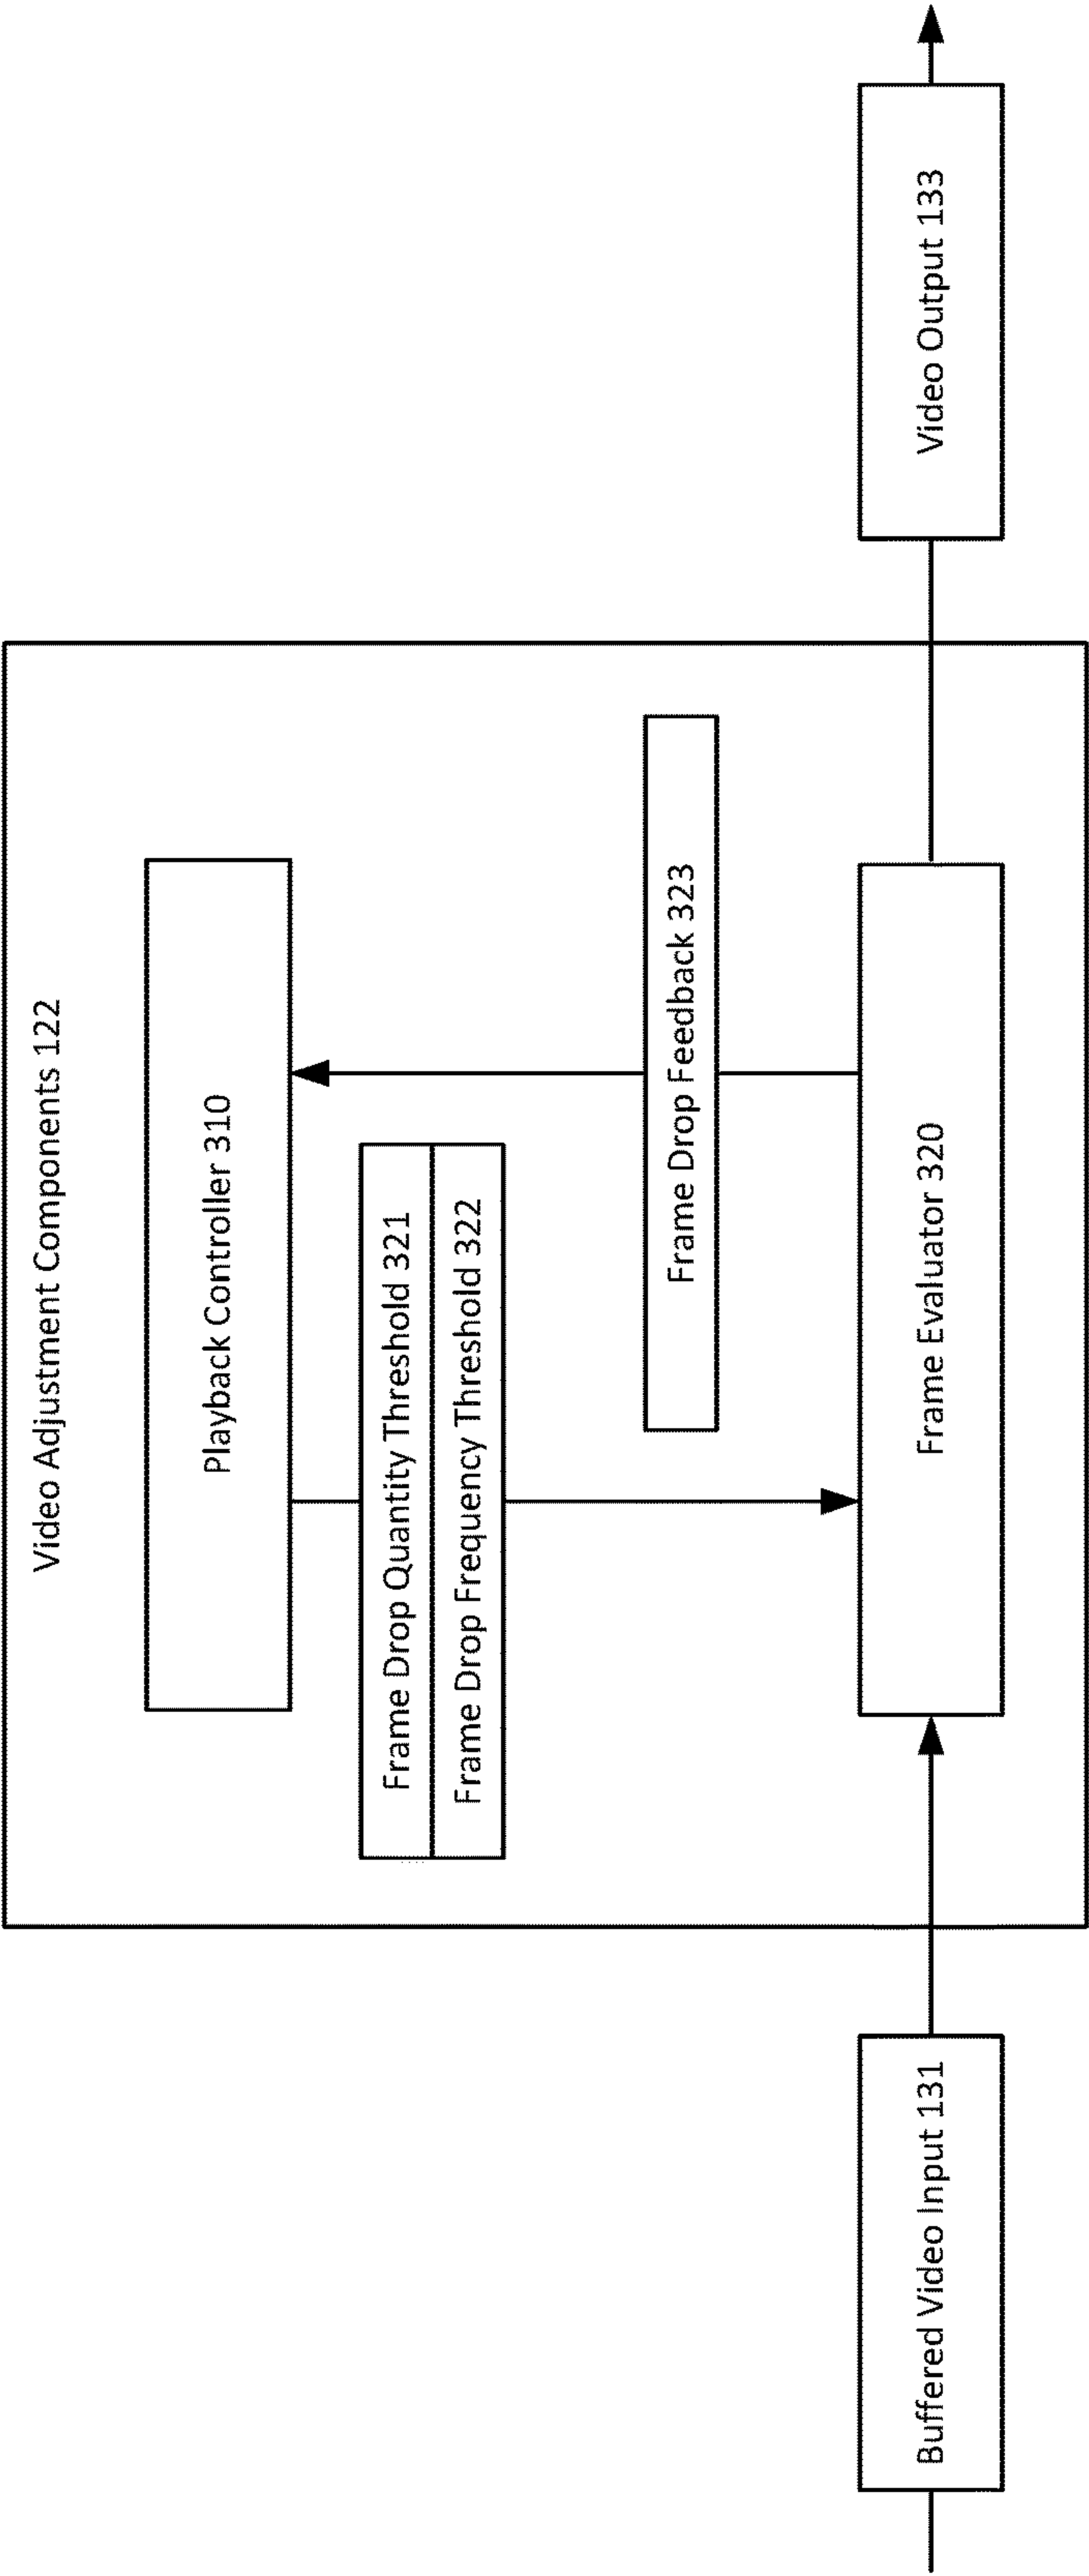 Video Adjustment Components 122
Playback Controller 310
Frame Drop Quantity Threshold 321
Frame Drop Frequency Threshold 322
Frame Drop Feedback 323
Buffered Video Input 131
Frame Evaluator 320
Video Output 133